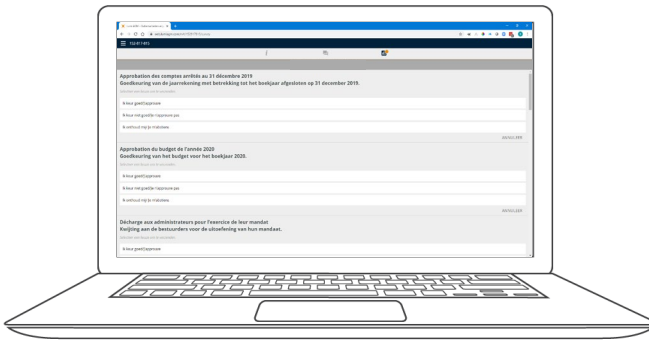 Approbation des comptes arrêtés au 31 décembre 2019
Goedkeuring van de jaarrekening met betrekking tot het boekjaar afgesloten op 31 december 2019.
Ik keur goed/j'approuve
Ik keur niet goed/je n'approuve pas
Ik onthoud mij/je m'abstiens
ANNULEER
Approbation du budget de l'année 2020
Goedkeuring van het budget voor het boekjaar 2020.
Ik keur goed/j'approuve
Ik keur niet goed/je n'approuve pas
Ik onthoud mij/je m'abstiens
ANNULEER
Décharge aux administrateurs pour l'exercice de leur mandat
Kwijting aan de bestuurders voor de uitoefening van hun mandaat.
Ik keur goed/j'approuve